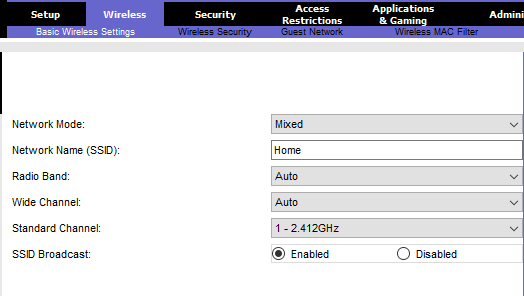 Setup Wireless Security Access Restrictions Applications & Gaming
Basic Wireless Settings Wireless Security Guest Network Wireless MAC Filter
Network Mode: Mixed
Network Name (SSID): Home
Radio Band: Auto
Wide Channel: Auto
Standard Channel: 1 - 2.412GHz
SSID Broadcast: Enabled Disabled